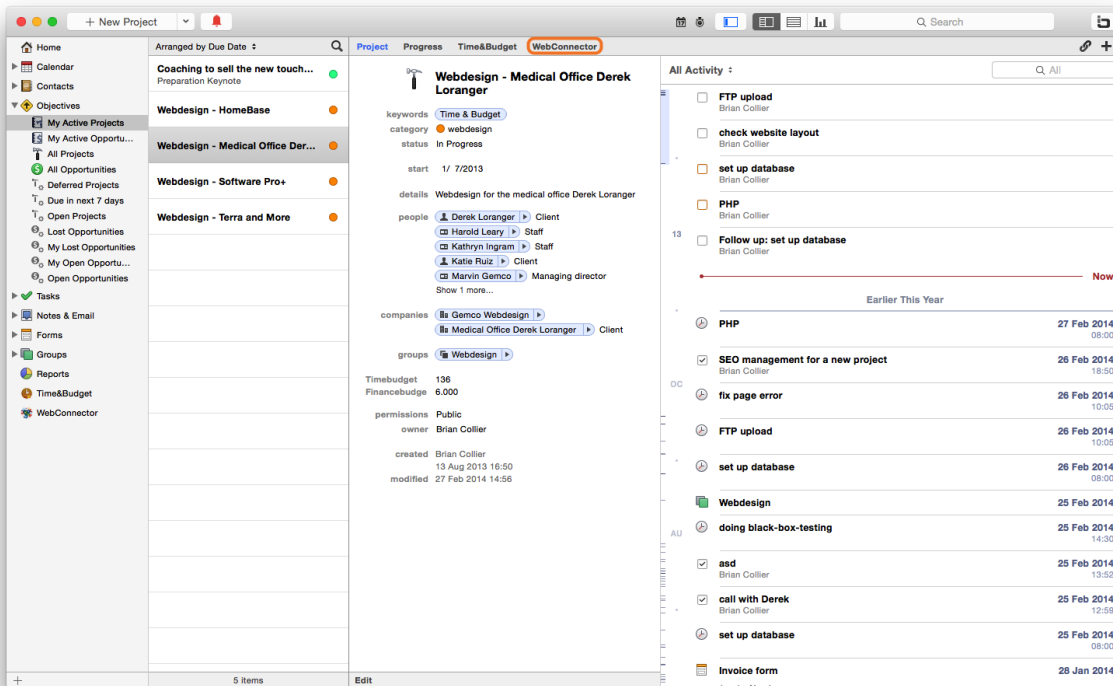 + New Project
Search
Home
Calendar
Contacts
Objectives
My Active Projects
My Active Opportu...
All Projects
All Opportunities
Deferred Projects
Due in next 7 days
Open Projects
Lost Opportunities
My Lost Opportunities
My Open Opportu...
Open Opportunities
Tasks
Notes & Email
Forms
Groups
Reports
Time&Budget
WebConnector
Arranged by Due Date
Coaching to sell the new touch...
Preparation Keynote
Webdesign - HomeBase
Webdesign - Medical Office Der...
Webdesign - Software Pro+
Webdesign - Terra and More
5 items
Project Progress Time&Budget WebConnector
Webdesign - Medical Office Derek
Loranger
keywords Time & Budget
category webdesign
status In Progress
start 1/ 7/2013
details Webdesign for the medical office Derek Loranger
people Derek Loranger Client
Harold Leary Staff
Kathryn Ingram Staff
Katie Ruiz Client
Marvin Gemco Managing director
Show 1 more...
companies Gemco Webdesign
Medical Office Derek Loranger Client
groups Webdesign
Timebudget 136
Financebudge 6.000
permissions Public
owner Brian Collier
created Brian Collier
13 Aug 2013 16:50
modified 27 Feb 2014 14:56
Edit
All Activity
All
FTP upload
Brian Collier
check website layout
Brian Collier
set up database
Brian Collier
PHP
Brian Collier
13
Follow up: set up database
Brian Collier
Now
Earlier This Year
PHP 27 Feb 2014
08:00
SEO management for a new project 26 Feb 2014
Brian Collier 18:50
OC
fix page error 26 Feb 2014
10:05
FTP upload 26 Feb 2014
10:05
set up database 26 Feb 2014
08:00
Webdesign 25 Feb 2014
AU
doing black-box-testing 25 Feb 2014
14:30
asd 25 Feb 2014
Brian Collier 13:52
call with Derek 25 Feb 2014
Brian Collier 12:59
set up database 25 Feb 2014
08:00
Invoice form 28 Jan 2014